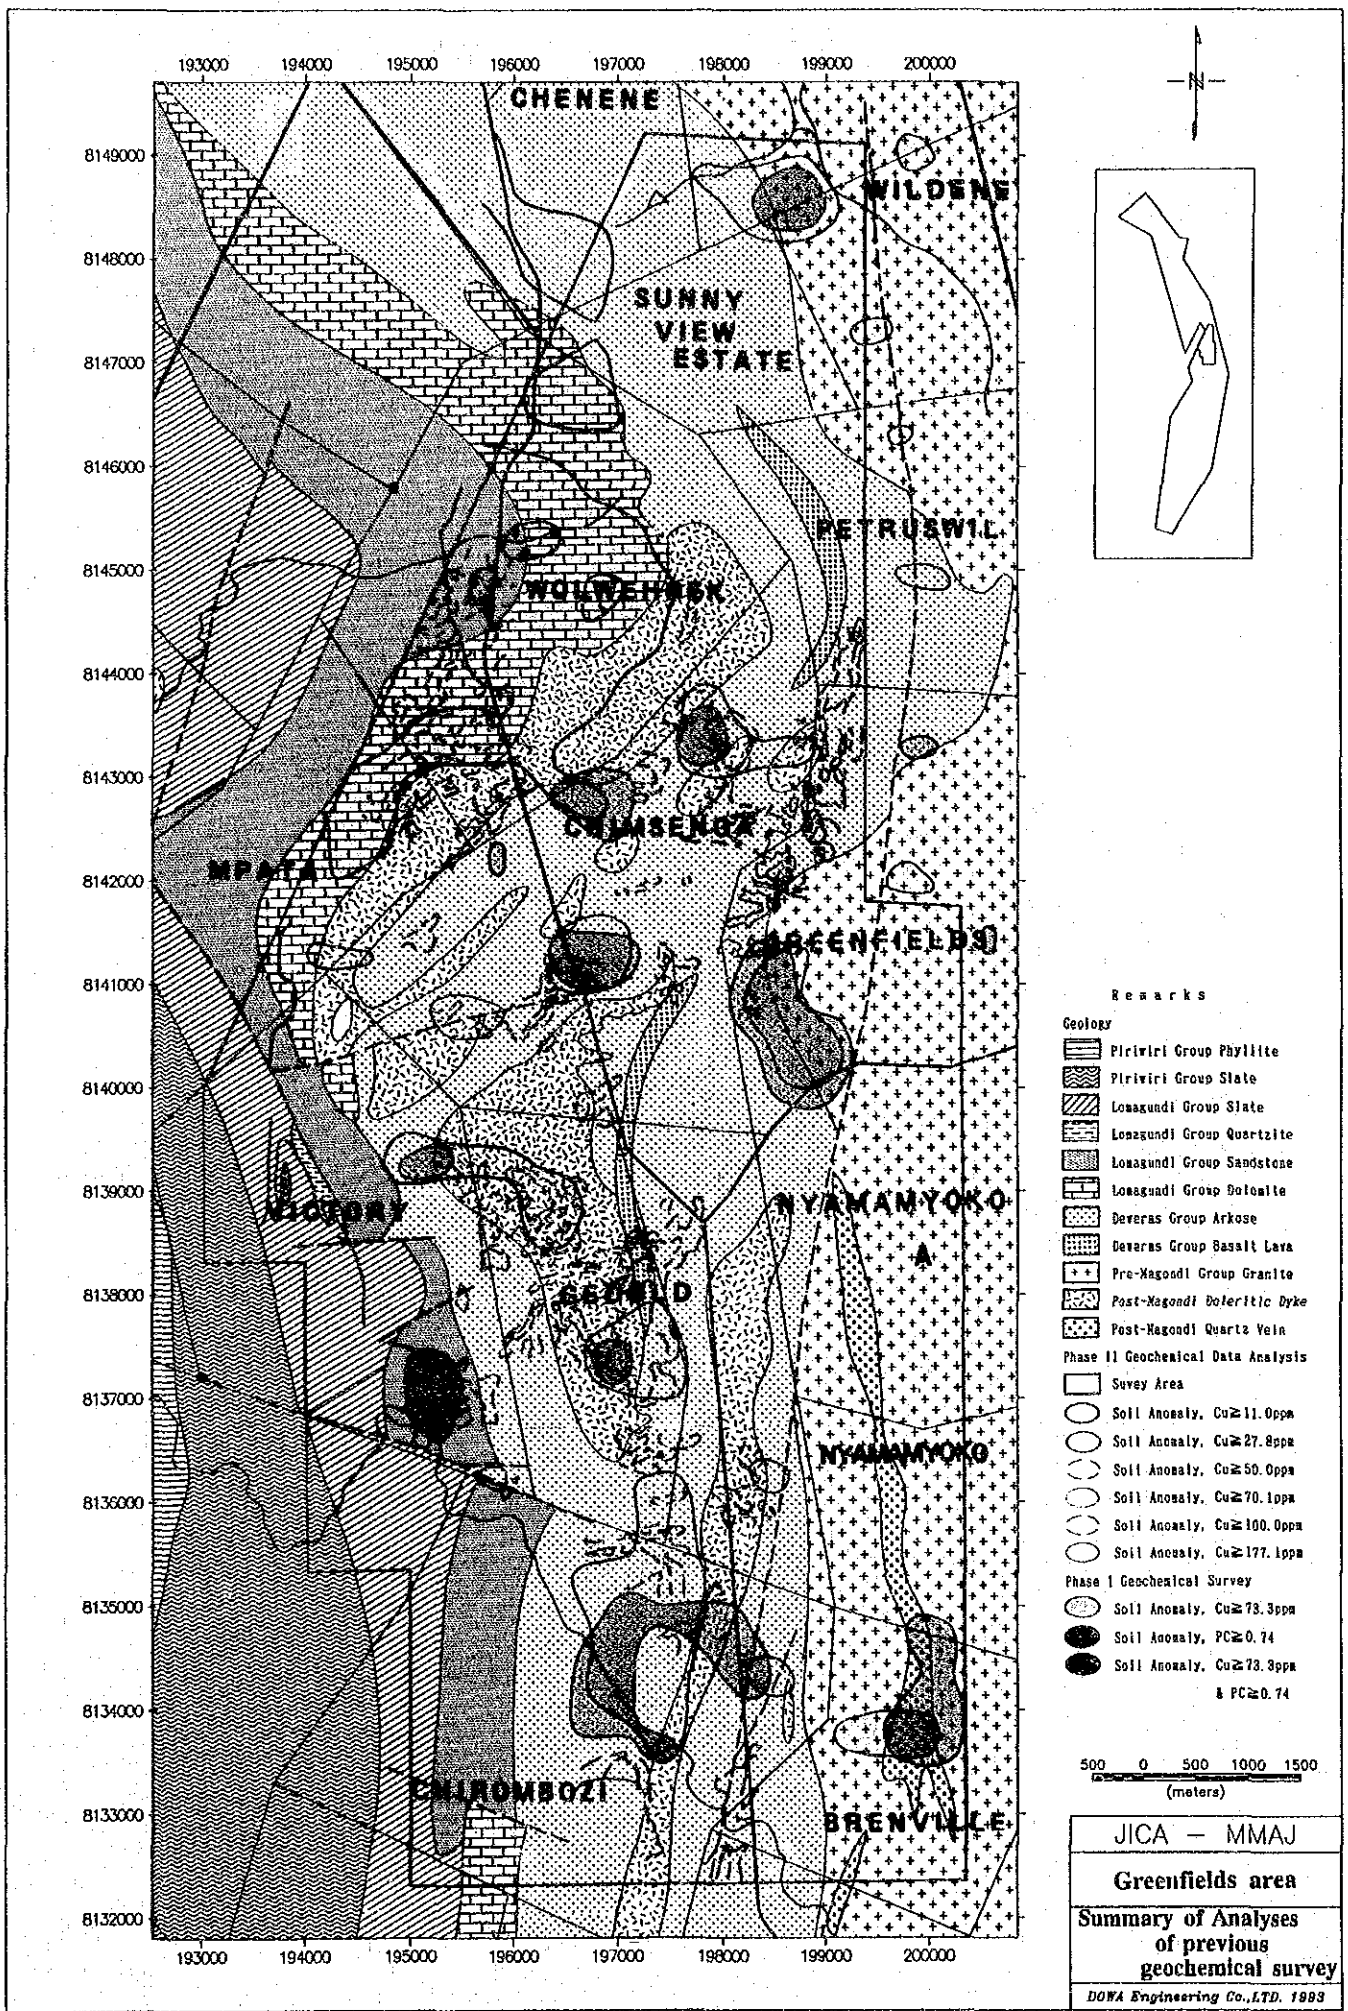 193000 194000 195000 196000 197000 198000 199000 200000
CHENENE
8149000
WILDENE
8148000
SUNNY
VIEW
ESTATE
8147000
8146000
PETRUSWIL
8145000
WOLWEHOEK
8144000
8143000
CHIMSENGA
MPATA
8142000
GREENFIELDS
8141000
8140000
8139000
NYAMAMYOKO
VICTORY
A
8138000
GEDULD
8137000
NYAMAMYOKO
8136000
8135000
8134000
CHIROMBOZI
8133000
BRENVILLE
8132000
193000 194000 195000 196000 197000 198000 199000 200000
N
Remarks
Geology
Piriwiri Group Phyllite
Piriwiri Group Slate
Lomagundi Group Slate
Lomagundi Group Quartzite
Lomagundi Group Sandstone
Lomagundi Group Dolomite
Deweras Group Arkose
Deweras Group Basalt Lava
Pre-Magondi Group Granite
Post-Magondi Doleritic Dyke
Post-Magondi Quartz Vein
Phase II Geochemical Data Analysis
Suvey Area
Soil Anomaly, Cu≧11.0ppm
Soil Anomaly, Cu≧27.8ppm
Soil Anomaly, Cu≧50.0ppm
Soil Anomaly, Cu≧70.1ppm
Soil Anomaly, Cu≧100.0ppm
Soil Anomaly, Cu≧177.1ppm
Phase I Geochemical Survey
Soil Anomaly, Cu≧73.3ppm
Soil Anomaly, PC≧0.74
Soil Anomaly, Cu≧73.3ppm
& PC≧0.74
500 0 500 1000 1500
(meters)
JICA – MMAJ
Greenfields area
Summary of Analyses
of previous
geochemical survey
DOWA Engineering Co.,LTD. 1993